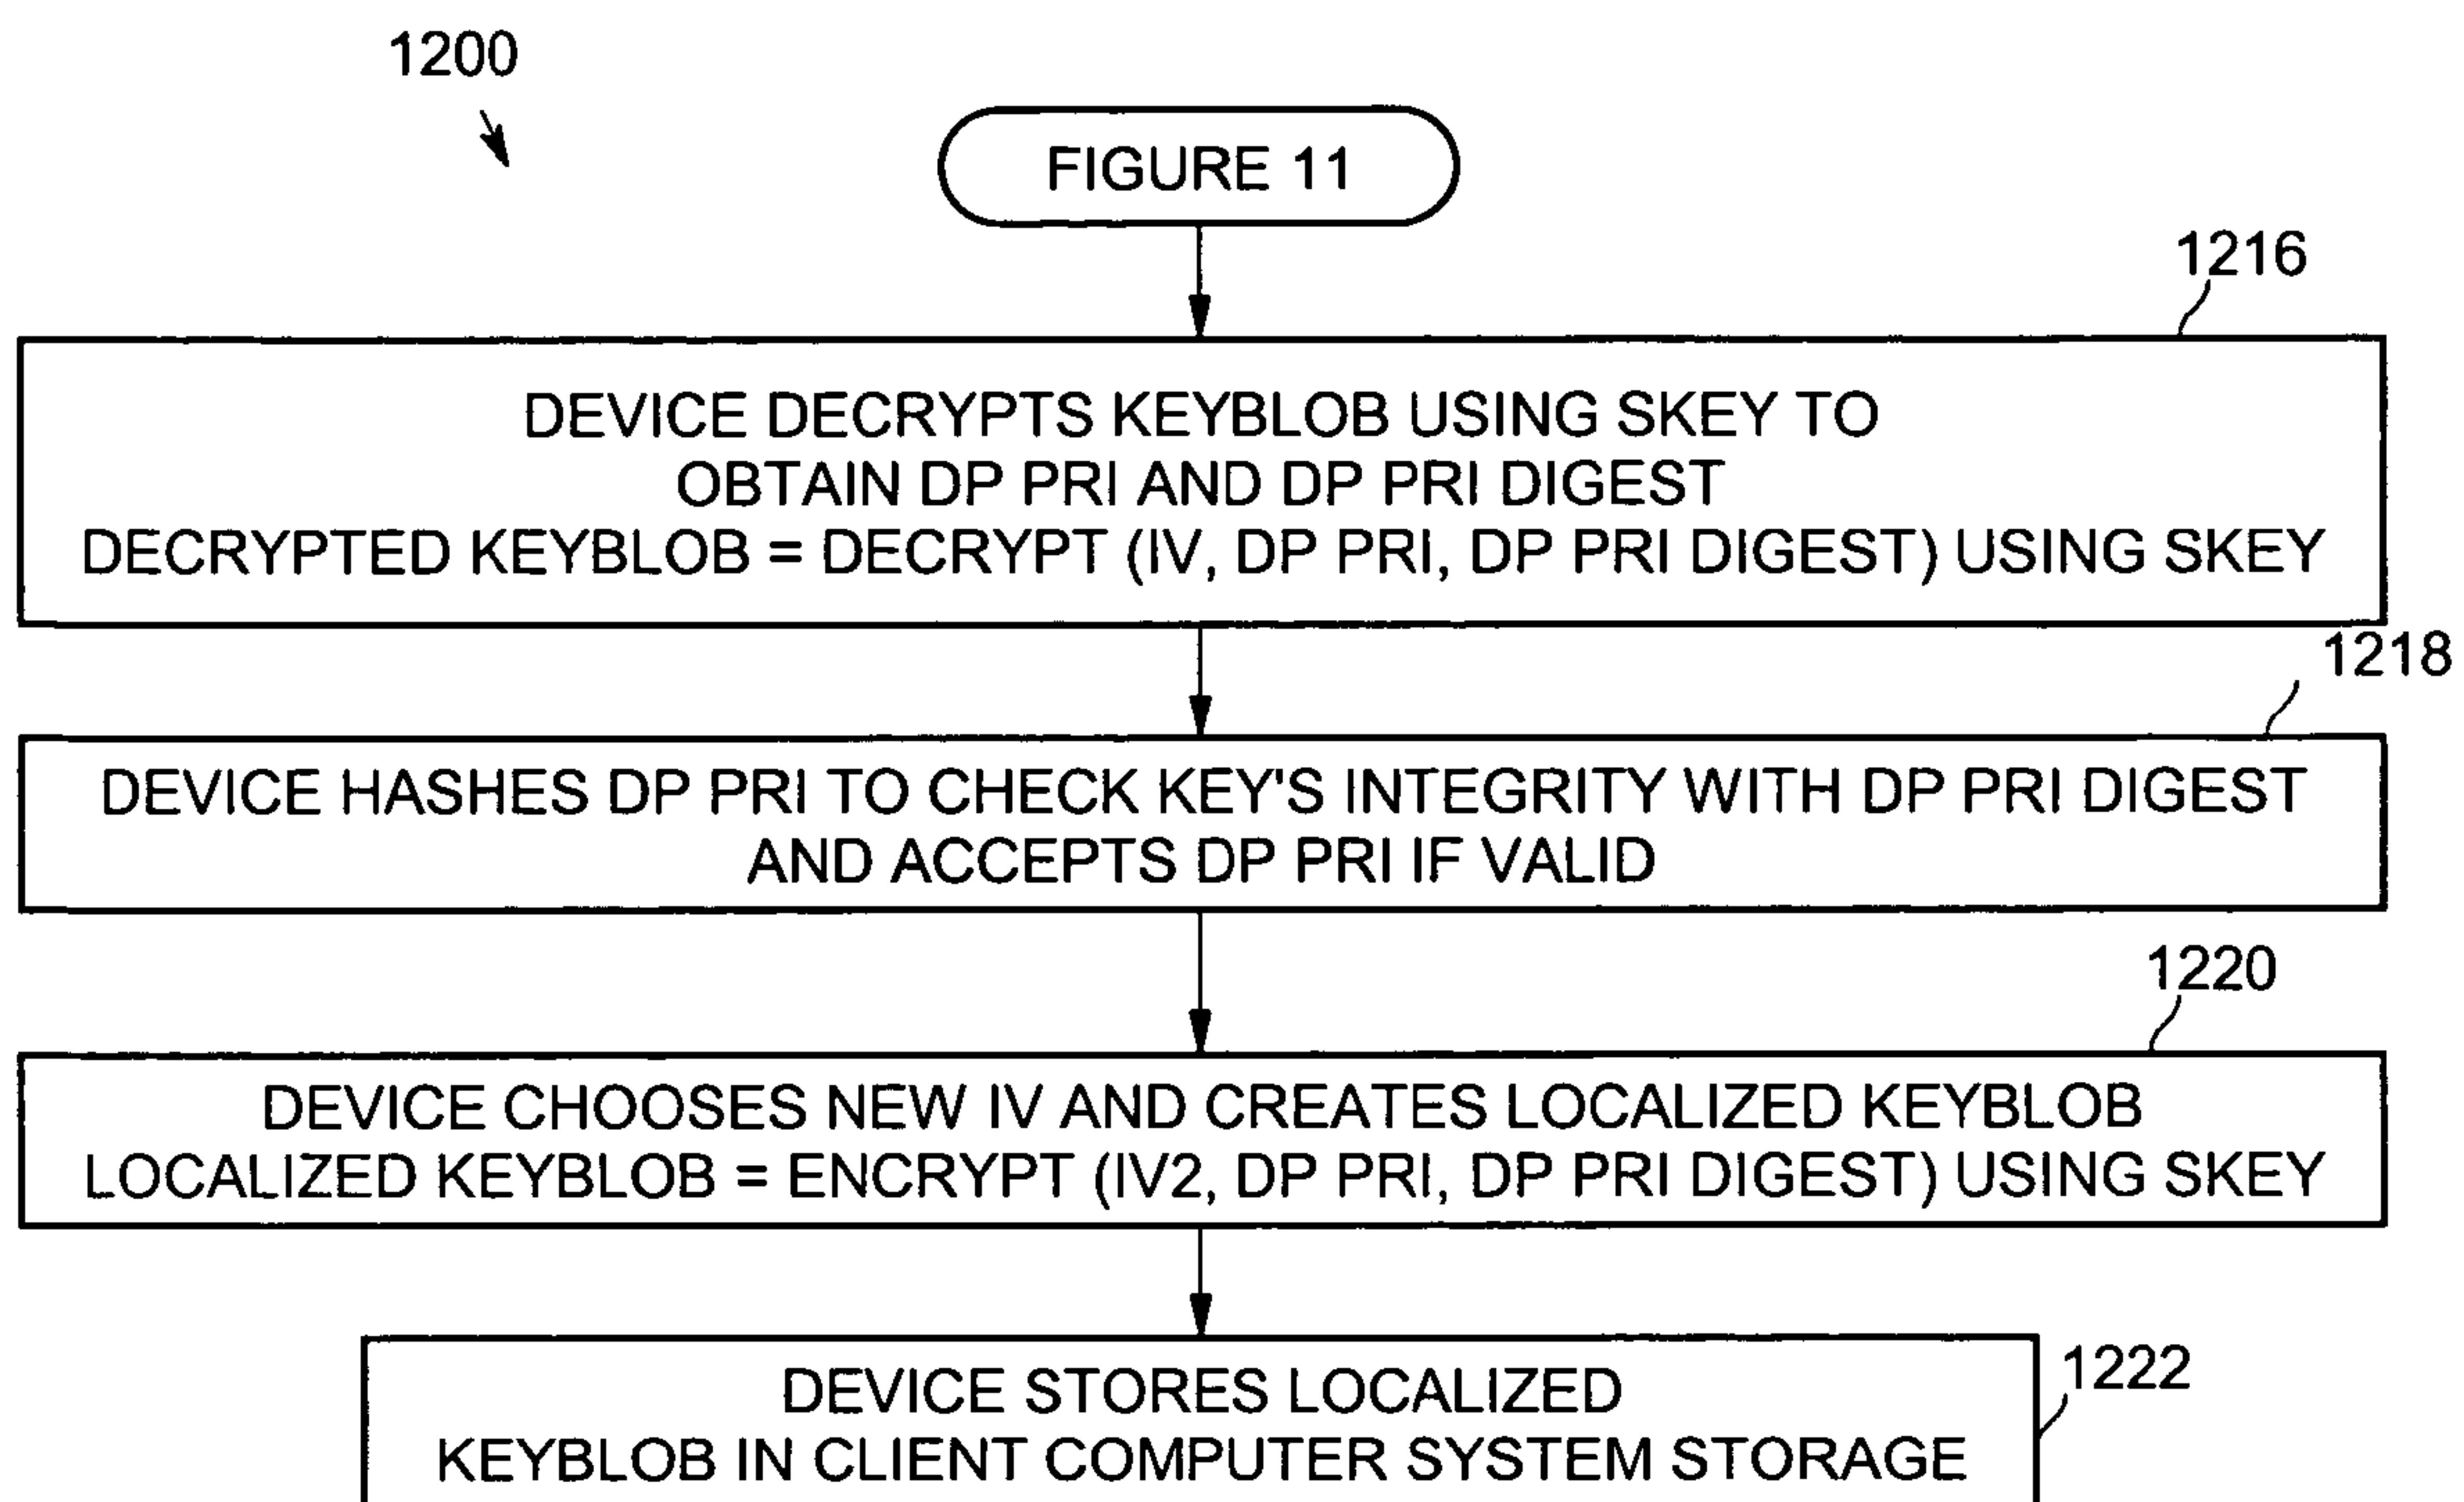 1200
FIGURE 11
1216
DEVICE DECRYPTS KEYBLOB USING SKEY TO
OBTAIN DP PRI AND DP PRI DIGEST
DECRYPTED KEYBLOB = DECRYPT (IV, DP PRI, DP PRI DIGEST) USING SKEY
1218
DEVICE HASHES DP PRI TO CHECK KEY'S INTEGRITY WITH DP PRI DIGEST
AND ACCEPTS DP PRI IF VALID
1220
DEVICE CHOOSES NEW IV AND CREATES LOCALIZED KEYBLOB
LOCALIZED KEYBLOB = ENCRYPT (IV2, DP PRI, DP PRI DIGEST) USING SKEY
1222
DEVICE STORES LOCALIZED
KEYBLOB IN CLIENT COMPUTER SYSTEM STORAGE